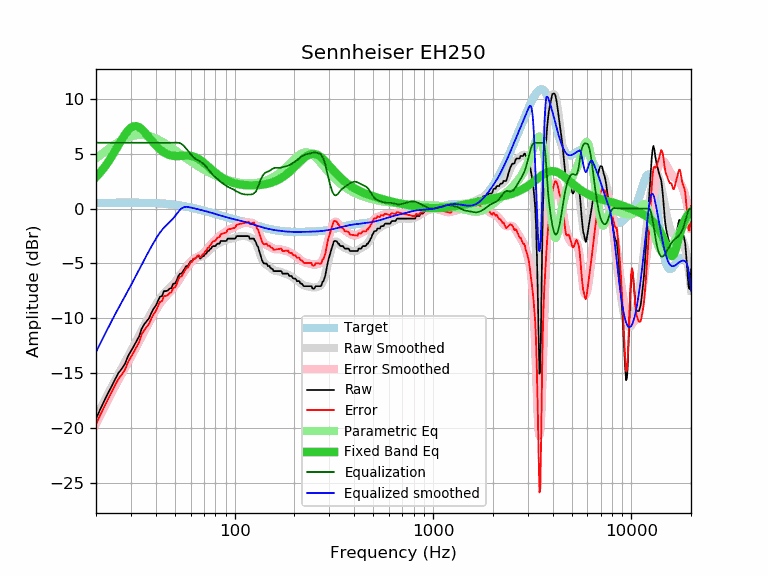 Sennheiser EH250
10
5
0
−5
−10
−15
−20
−25
Amplitude (dBr)
Target
Raw Smoothed
Error Smoothed
Raw
Error
Parametric Eq
Fixed Band Eq
Equalization
Equalized smoothed
100
1000
10000
Frequency (Hz)